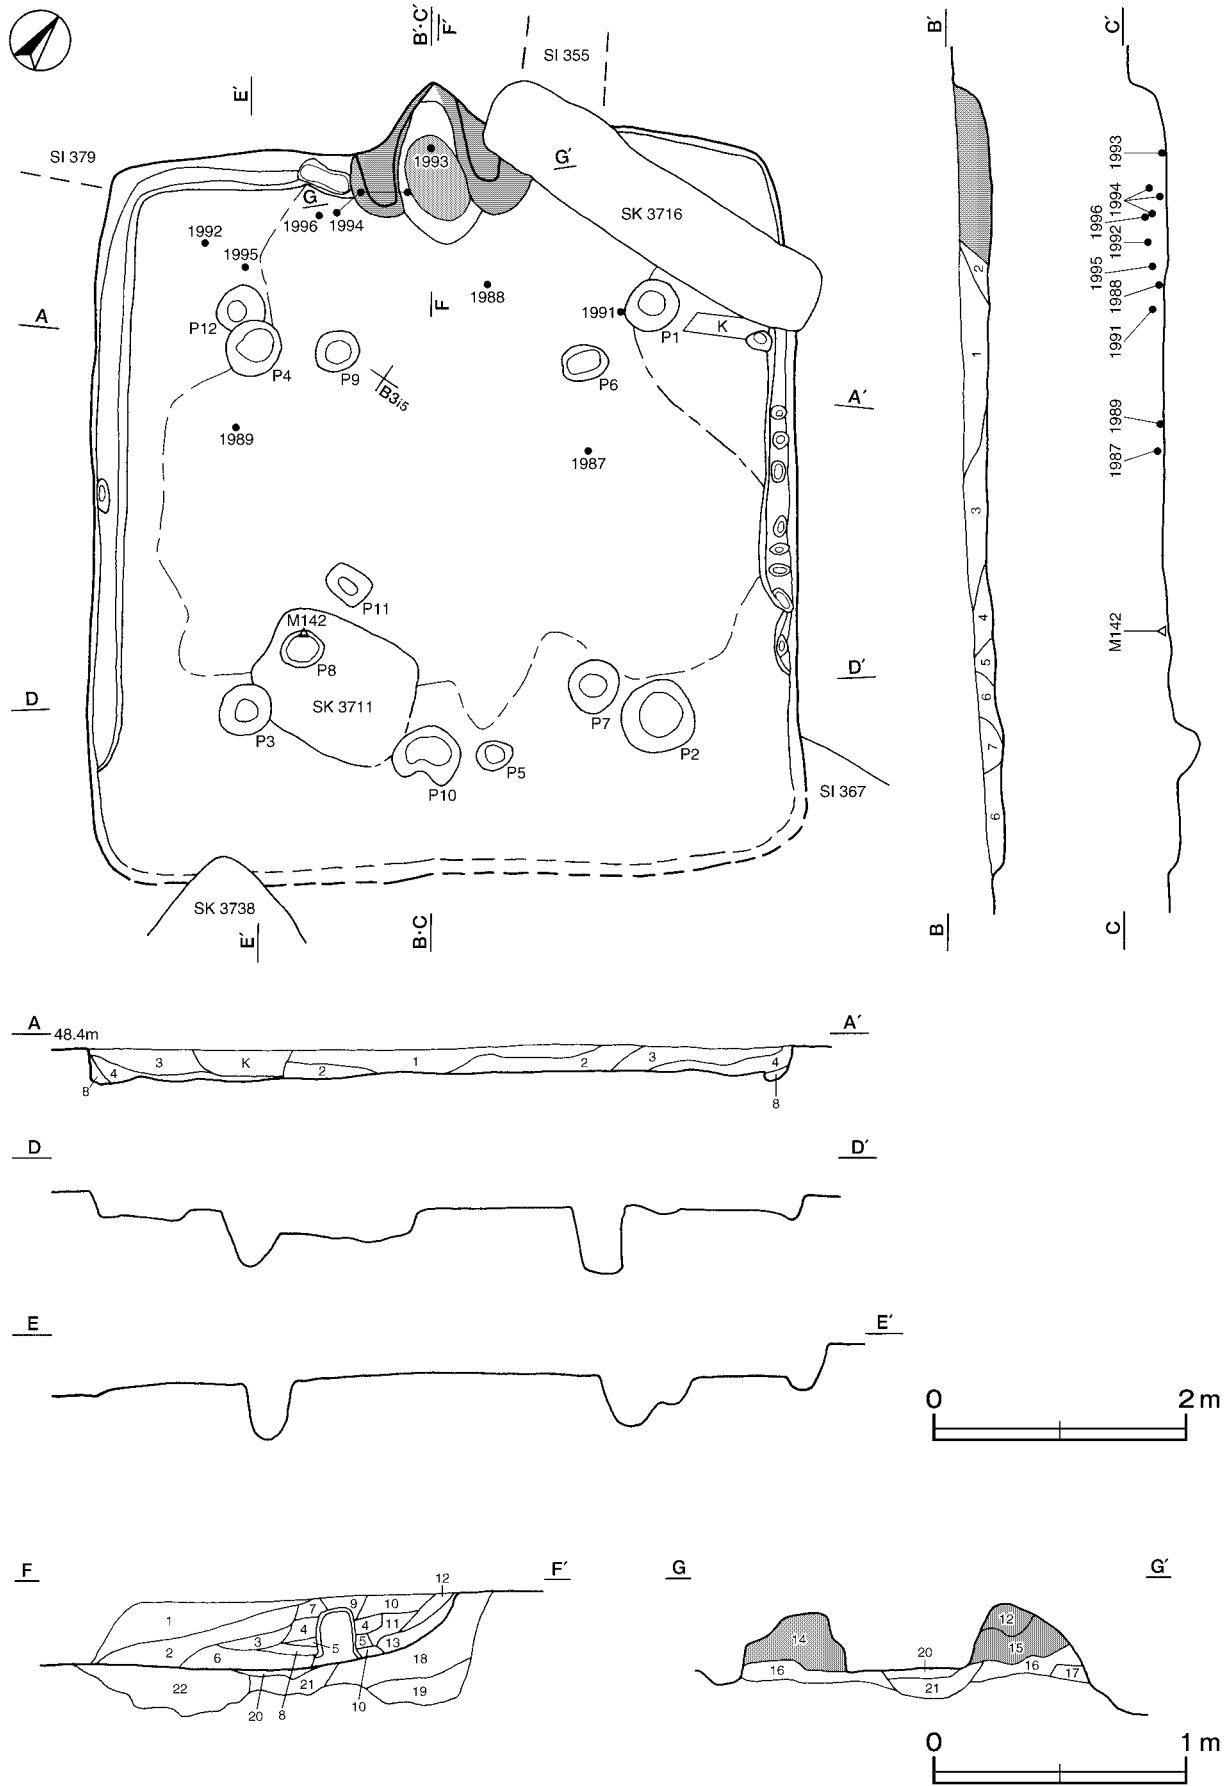 B'・C'
F'
SI 355
E'
SI 379
G'
1993
G
1996 1994
SK 3716
1992
1995
1988
F
A
P12
1991
P1
K
P4
P9
B3i5
P6
A'
1989
1987
P11
M142
P8
D'
D
SK 3711
P3
P7
P2
P5
P10
SI 367
SK 3738
E'
B・C
B'
2
1
3
4
5
6
7
6
B
C'
1993
1994
1996
1992
1995
1988
1991
1989
1987
M142
C
A 48.4m A'
3 K 1 2 3
8 4 2 4 8
D D'
E E'
0 2 m
F F'
12
1 7 9 10
4 4 11
2 6 3 5 5 13
18
22 21 19
20 8 10
G G'
12
14 20 15
16 16 17
21
0 1 m